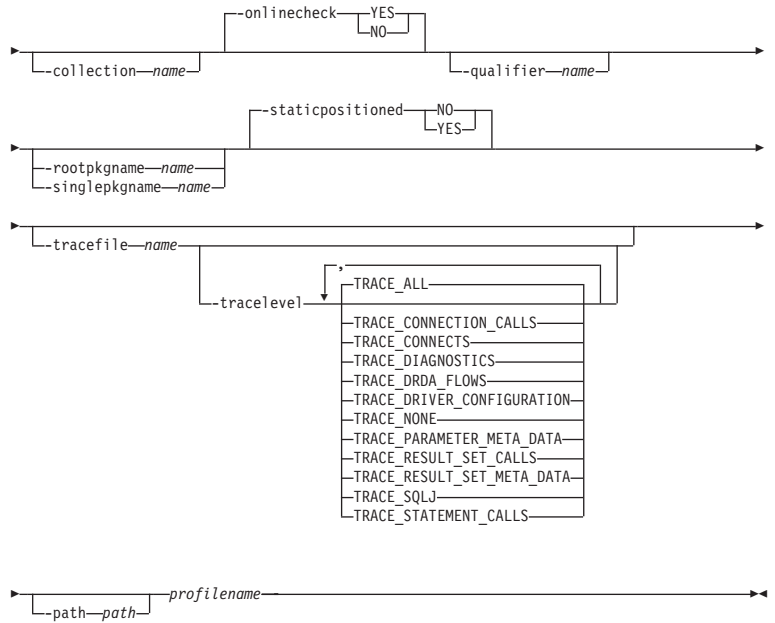 -onlinecheck YES
NO
-collection name
-qualifier name
-staticpositioned NO
YES
-rootpkgname name
-singlepkgname name
-tracefile name
,
-tracelevel
TRACE_ALL
TRACE_CONNECTION_CALLS
TRACE_CONNECTS
TRACE_DIAGNOSTICS
TRACE_DRDA_FLOWS
TRACE_DRIVER_CONFIGURATION
TRACE_NONE
TRACE_PARAMETER_META_DATA
TRACE_RESULT_SET_CALLS
TRACE_RESULT_SET_META_DATA
TRACE_SQLJ
TRACE_STATEMENT_CALLS
profilename
-path path